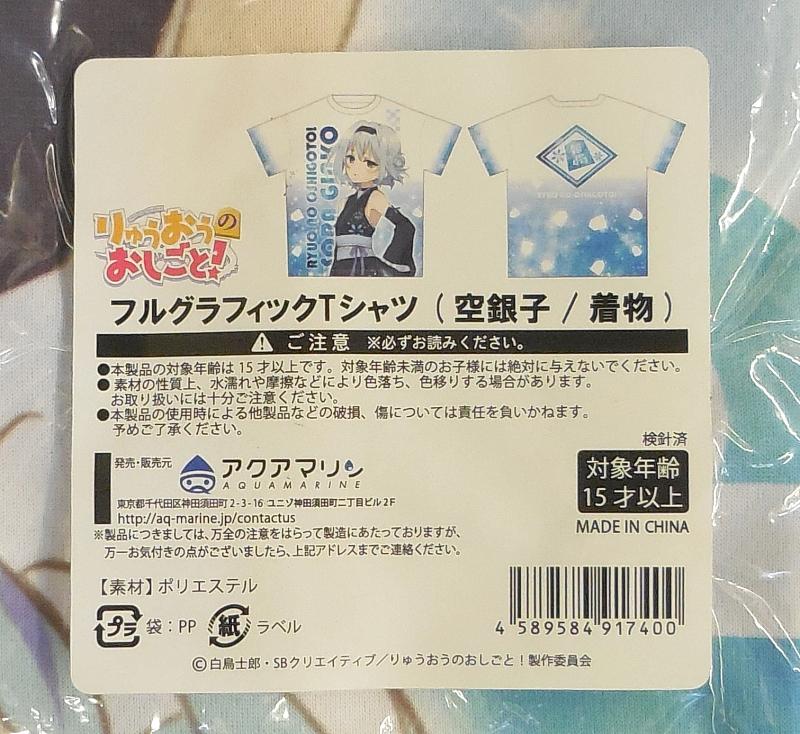 RYUOHNO OSHIGOTO!
SORA GINKO
りゅうおうの
おしごと!
フルグラフィックTシャツ（空銀子 / 着物）
ご注意 ※必ずお読みください。
●本製品の対象年齢は15才以上です。対象年齢未満のお子様には絶対に与えないでください。
●素材の性質上、水濡れや摩擦などにより色落ち、色移りする場合があります。
お取り扱いには十分ご注意ください。
●本製品の使用時による他製品などの破損、傷については責任を負いかねます。
予めご了承ください。
検針済
発売・販売元
アクアマリン
AQUAMARINE
対象年齢
15才以上
東京都千代田区神田須田町2-3-16 ユニゾ神田須田町二丁目ビル2F
http://aq-marine.jp/contactus
MADE IN CHINA
※製品につきましては、万全の注意をはらって製造にあたっておりますが、
万一お気付きの点がございましたら、上記アドレスまでご連絡ください。
【素材】ポリエステル
プラ 袋：PP 紙 ラベル
4 589584 917400
©白鳥士郎・SBクリエイティブ／りゅうおうのおしごと！製作委員会